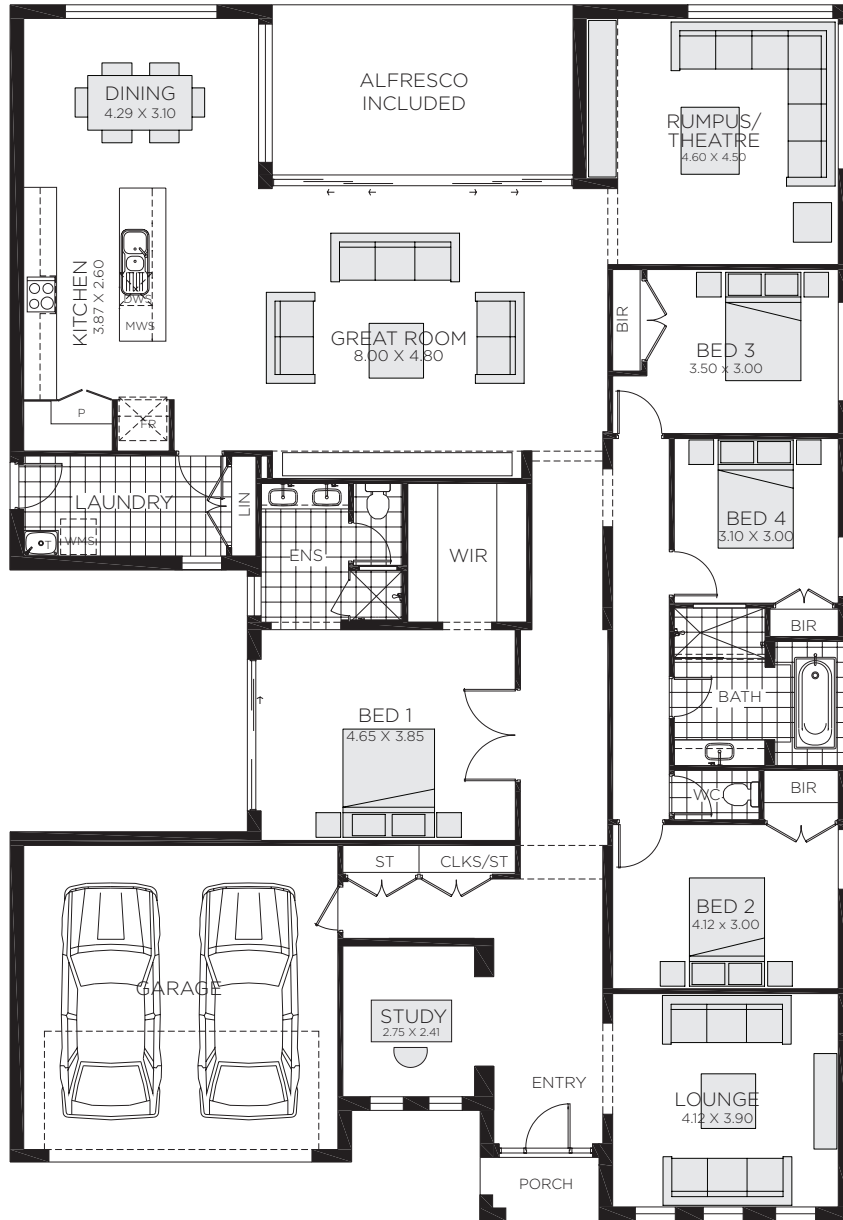 ALFRESCO
INCLUDED
DINING
4.29 X 3.10
RUMPUS/
THEATRE
4.60 X 4.50
KITCHEN
3.87 X 2.60
DWS
MWS
GREAT ROOM
8.00 X 4.80
BIR
BED 3
3.50 x 3.00
P
FR
LAUNDRY
WMS
T
LIN
ENS
WIR
BED 4
3.10 X 3.00
BIR
BATH
BED 1
4.65 X 3.85
WC
BIR
ST
CLKS/ST
BED 2
4.12 x 3.00
GARAGE
STUDY
2.75 X 2.41
ENTRY
LOUNGE
4.12 X 3.90
PORCH